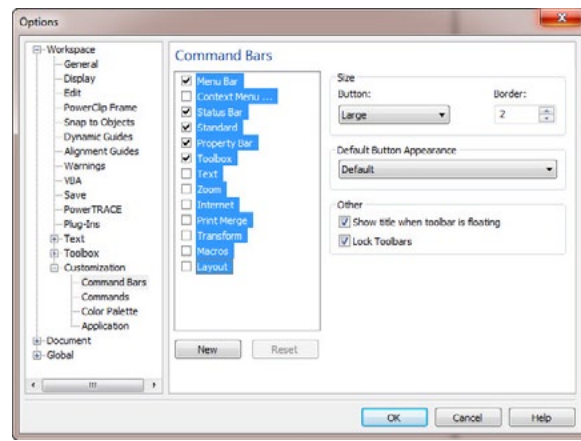 Options
Workspace
General
Display
Edit
PowerClip Frame
Snap to Objects
Dynamic Guides
Alignment Guides
Warnings
VBA
Save
PowerTRACE
Plug-Ins
Text
Toolbox
Customization
Command Bars
Commands
Color Palette
Application
Document
Global
Command Bars
Menu Bar
Context Menu ...
Status Bar
Standard
Property Bar
Toolbox
Text
Zoom
Internet
Print Merge
Transform
Macros
Layout
New Reset
Size
Button: Border:
Large 2
Default Button Appearance
Default
Other
Show title when toolbar is floating
Lock Toolbars
OK Cancel Help